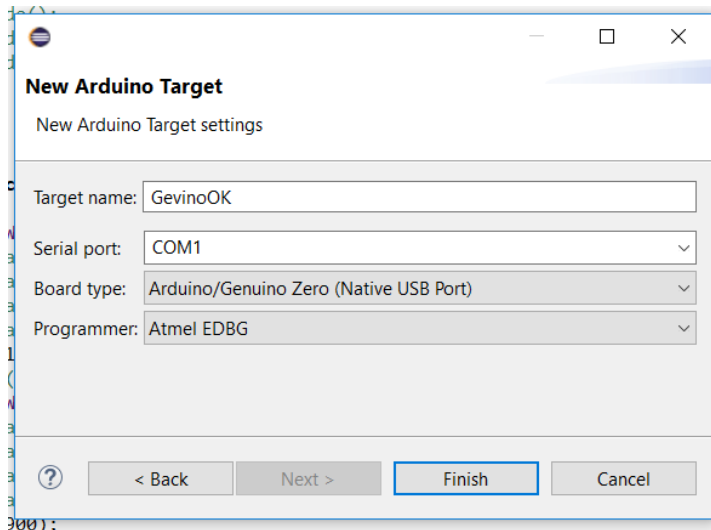 New Arduino Target
New Arduino Target settings
Target name: GevinoOK
Serial port: COM1
Board type: Arduino/Genuino Zero (Native USB Port)
Programmer: Atmel EDBG
? < Back Next > Finish Cancel
900);